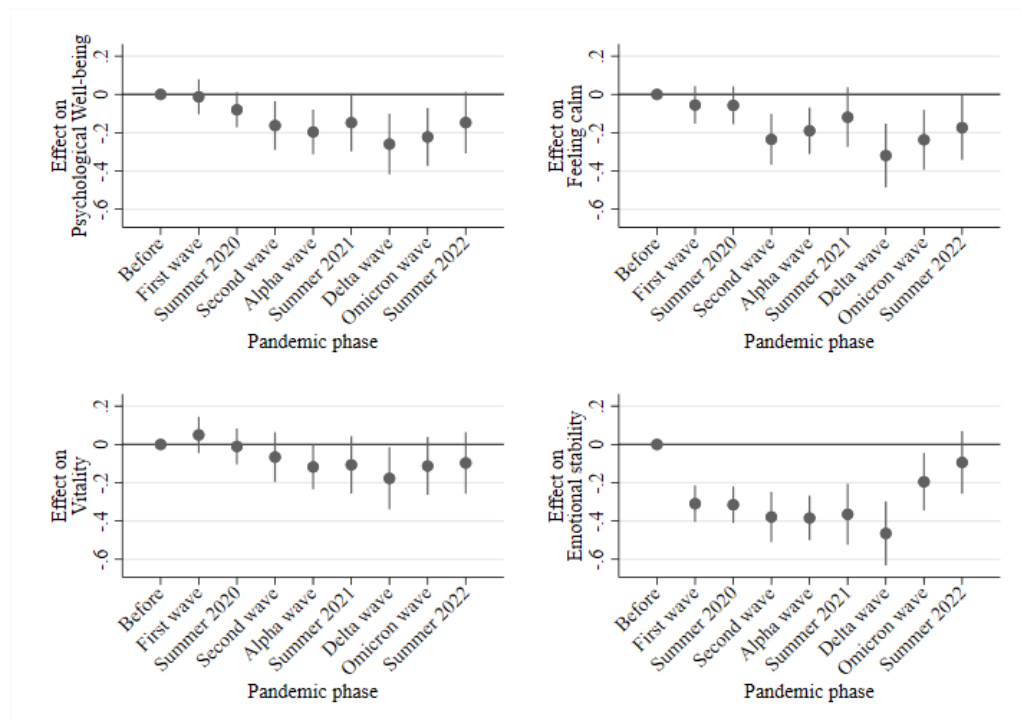 Effect on
Psychological Well-being
.2
0
-.2
-.4
-.6
Before
First wave
Summer 2020
Second wave
Alpha wave
Summer 2021
Delta wave
Omicron wave
Summer 2022
Pandemic phase
Effect on
Feeling calm
.2
0
-.2
-.4
-.6
Before
First wave
Summer 2020
Second wave
Alpha wave
Summer 2021
Delta wave
Omicron wave
Summer 2022
Pandemic phase
Effect on
Vitality
.2
0
-.2
-.4
-.6
Before
First wave
Summer 2020
Second wave
Alpha wave
Summer 2021
Delta wave
Omicron wave
Summer 2022
Pandemic phase
Effect on
Emotional stability
.2
0
-.2
-.4
-.6
Before
First wave
Summer 2020
Second wave
Alpha wave
Summer 2021
Delta wave
Omicron wave
Summer 2022
Pandemic phase